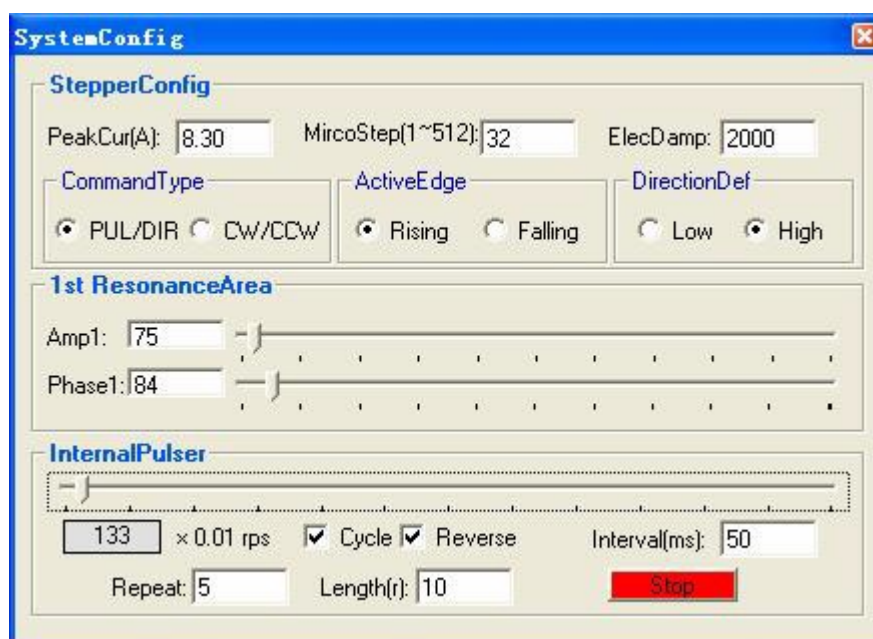 SystemConfig
StepperConfig
PeakCur(A): 8.30 MircoStep(1~512): 32 ElecDamp: 2000
CommandType ActiveEdge DirectionDef
PUL/DIR CW/CCW Rising Falling Low High
1st ResonanceArea
Amp1: 75
Phase1: 84
InternalPulser
133 × 0.01 rps Cycle Reverse Interval(ms): 50
Repeat: 5 Length(r): 10 Stop